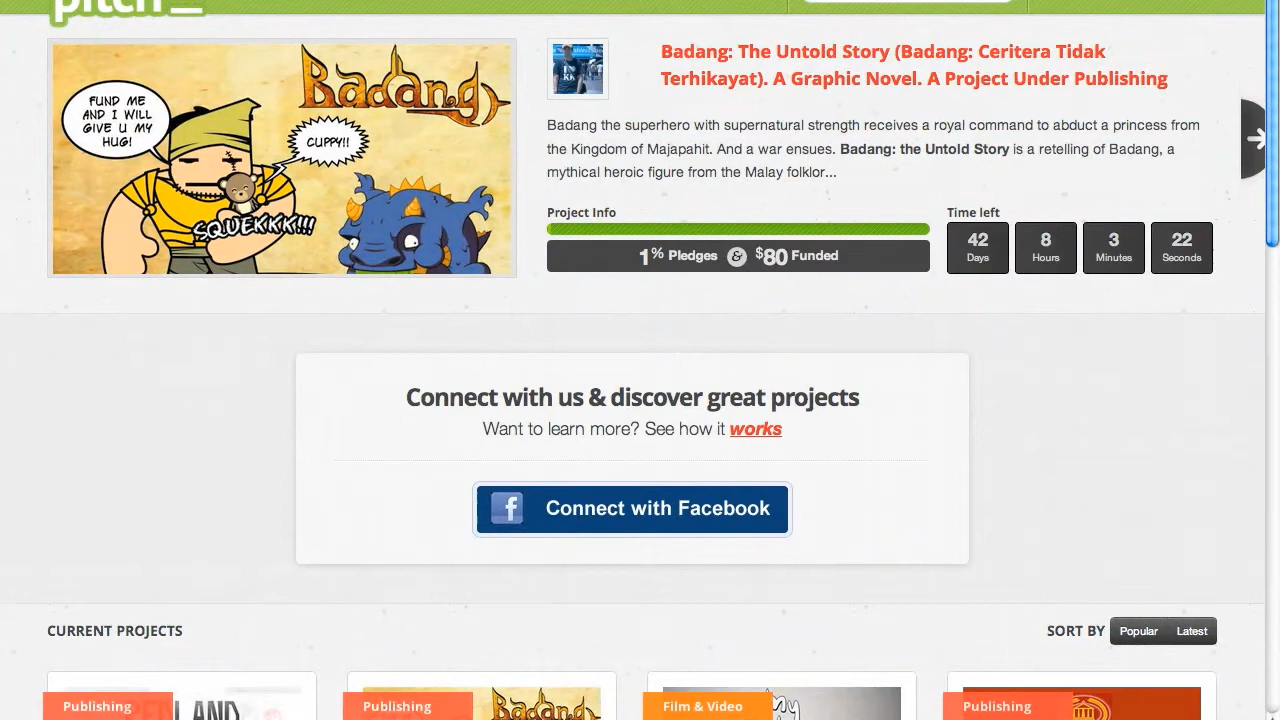 pitch_
Badang
FUND ME
AND I WILL
GIVE U MY
HUG!
CUPPY!!
SQUEKKK!!!
Badang: The Untold Story (Badang: Ceritera Tidak
Terhikayat). A Graphic Novel. A Project Under Publishing
Badang the superhero with supernatural strength receives a royal command to abduct a princess from
the Kingdom of Majapahit. And a war ensues. Badang: the Untold Story is a retelling of Badang, a
mythical heroic figure from the Malay folklor...
Project Info
1% Pledges & $80 Funded
Time left
42 8 3 22
Days Hours Minutes Seconds
Connect with us & discover great projects
Want to learn more? See how it works
f Connect with Facebook
CURRENT PROJECTS
SORT BY Popular Latest
Publishing
Publishing
Badang
Film & Video
Publishing